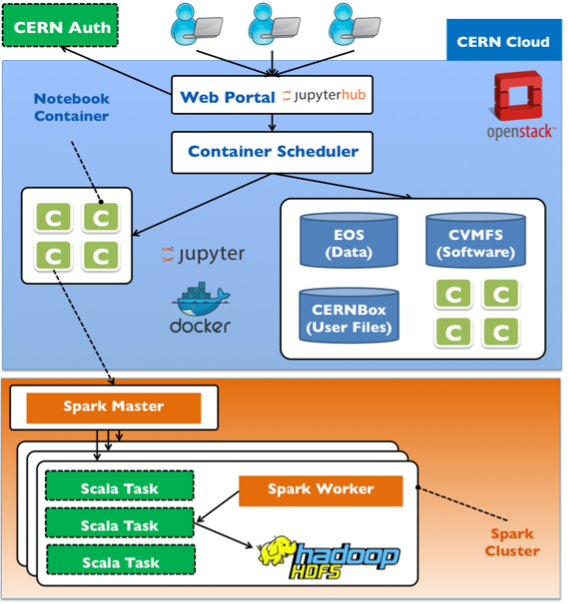 CERN Auth
CERN Cloud
Web Portal jupyterhub
Notebook
Container
openstack™
Container Scheduler
C C
C C
jupyter
docker
EOS
(Data)
CVMFS
(Software)
CERNBox
(User Files)
C C
C C
Spark Master
Scala Task
Spark Worker
Scala Task
Scala Task
hadoop
HDFS
Spark
Cluster